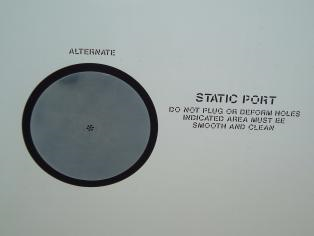 ALTERNATE
STATIC PORT
DO NOT PLUG OR DEFORM HOLES
INDICATED AREA MUST BE
SMOOTH AND CLEAN